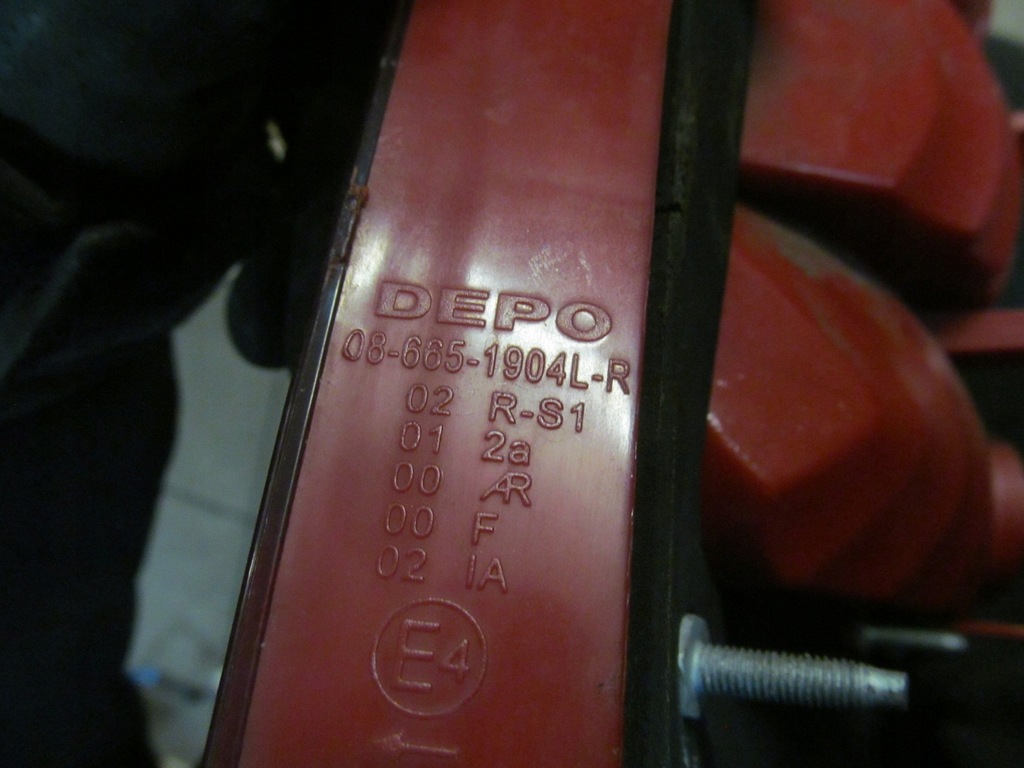 DEPO
08-665-1904L-R
02 R-S1
01 2a
00 AR
00 F
02 IA
E4